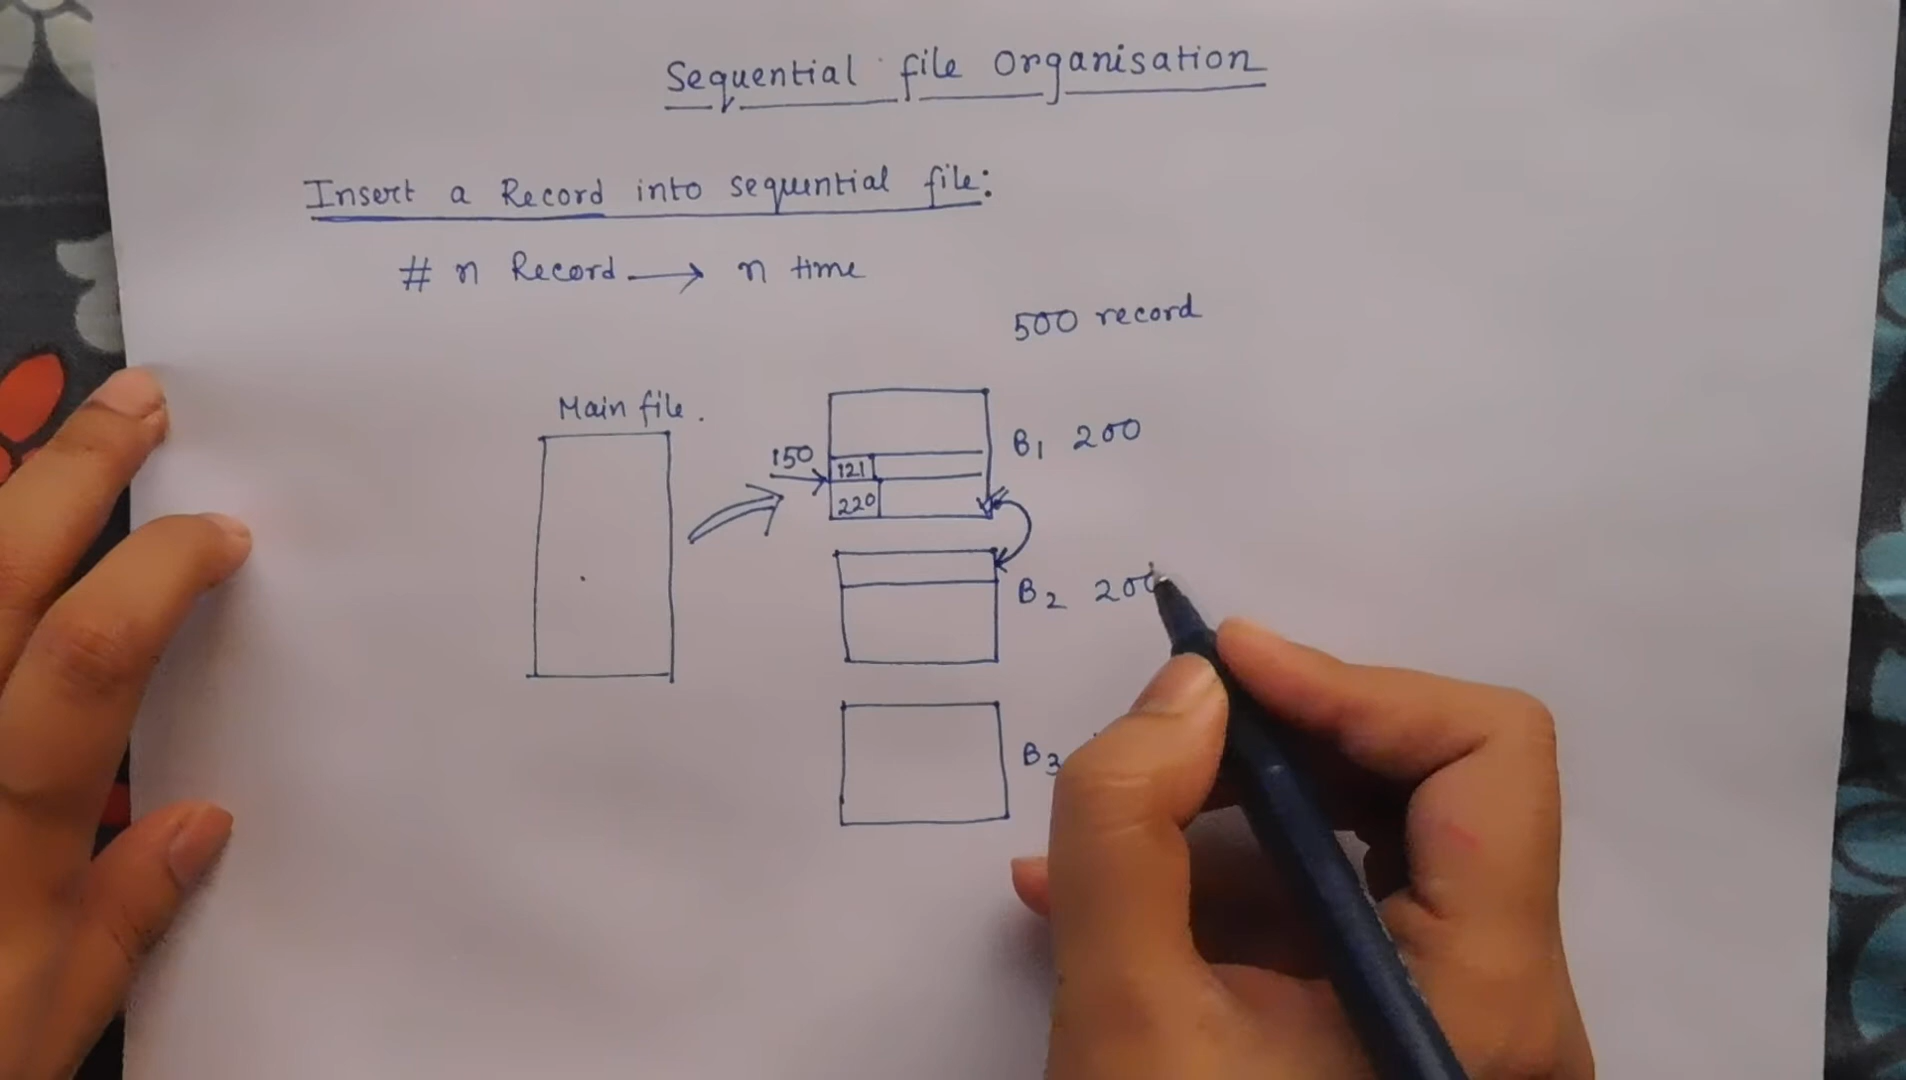 Sequential file Organisation
Insert a Record into sequential file:
# n Record → n time
500 record
Main file.
B1 200
150
121
220
B2 200
B3